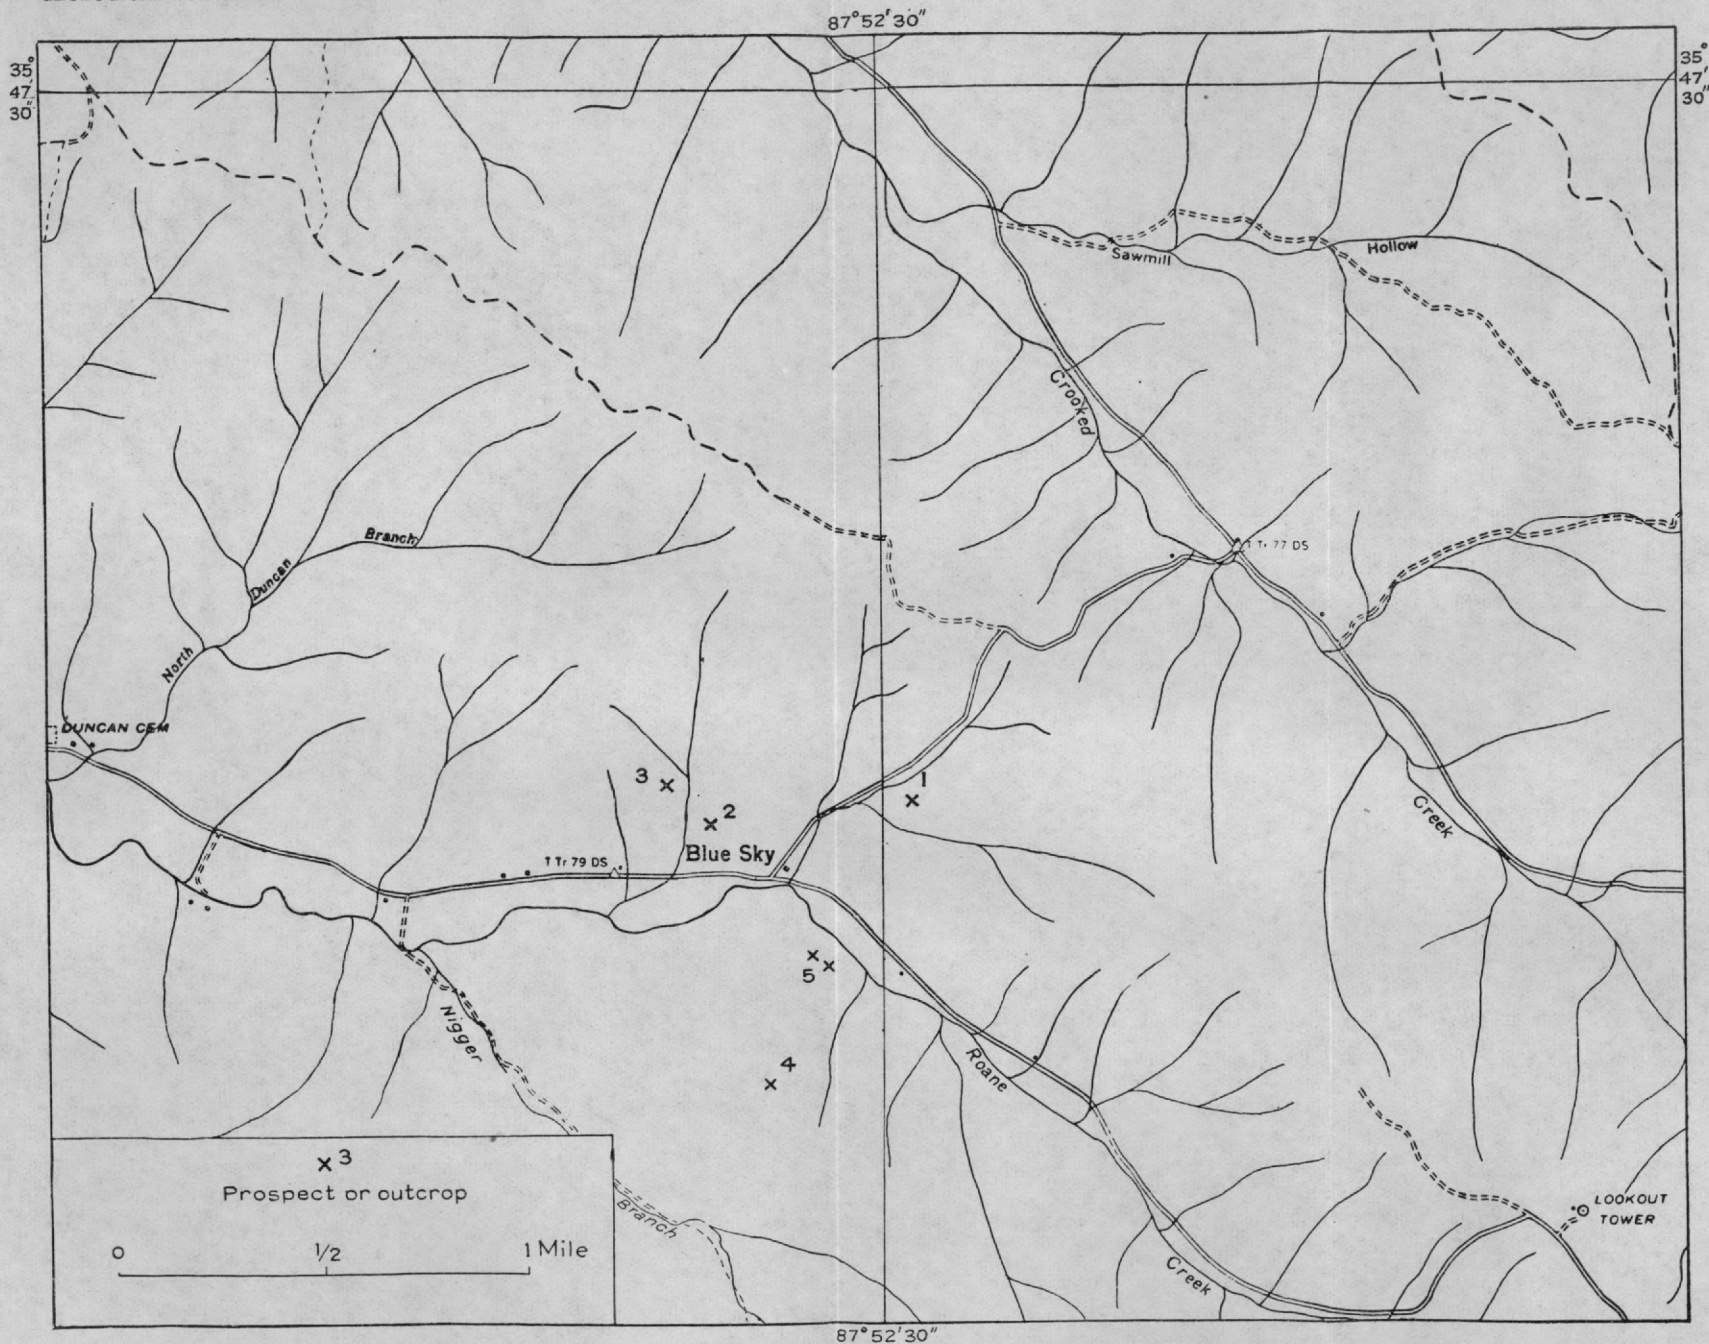 87°52'30"
35°
47'
30"
35°
47'
30"
Sawmill
Hollow
Crooked
T Tr 77 DS
Branch
Duncan
North
DUNCAN CEM
3
1
2
Blue Sky
T Tr 79 DS
Creek
5
Nigger
4
Roane
3
Prospect or outcrop
0 1/2 1 Mile
Branch
LOOKOUT
TOWER
Creek
87°52'30"